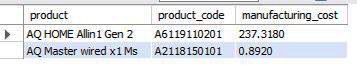 product product_code manufacturing_cost
AQ HOME Allin1 Gen 2 A6119110201 237.3180
AQ Master wired x1 Ms A2118150101 0.8920